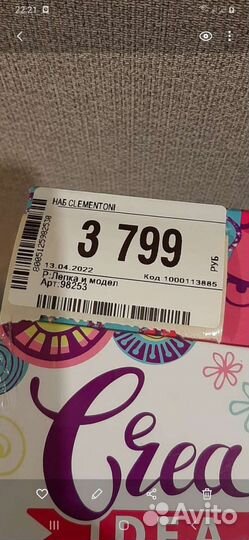 22:21
НАБ CLEMENTONI
8005125982530
3 799
РУБ
13.04.2022
Код 1000113885
Р:Лепка и модел
Арт:98253
Crea
IDEA
Avito